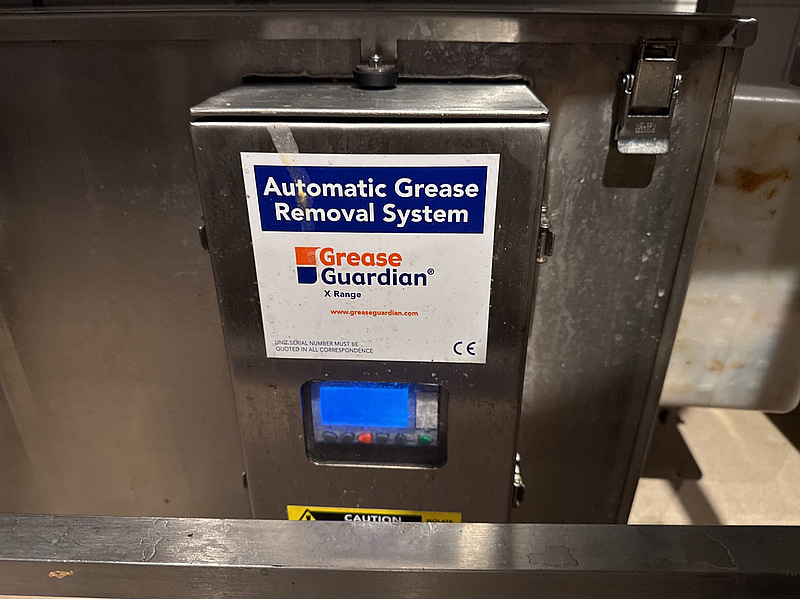 Automatic Grease
Removal System
Grease
Guardian®
X Range
www.greaseguardian.com
UNIT SERIAL NUMBER MUST BE
QUOTED IN ALL CORRESPONDENCE
CE
CAUTION
ISOLATE